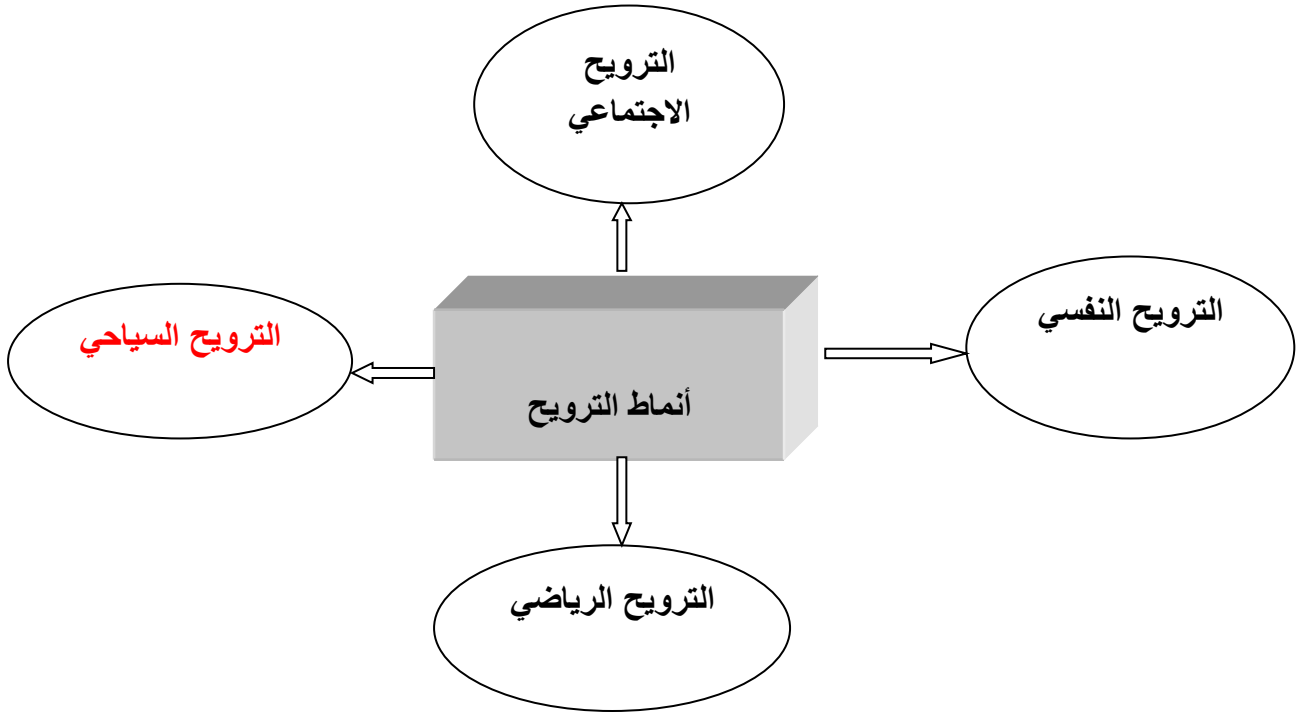 الترويح
الاجتماعي
الترويح النفسي
الترويح السياحي
أنماط الترويح
الترويح الرياضي